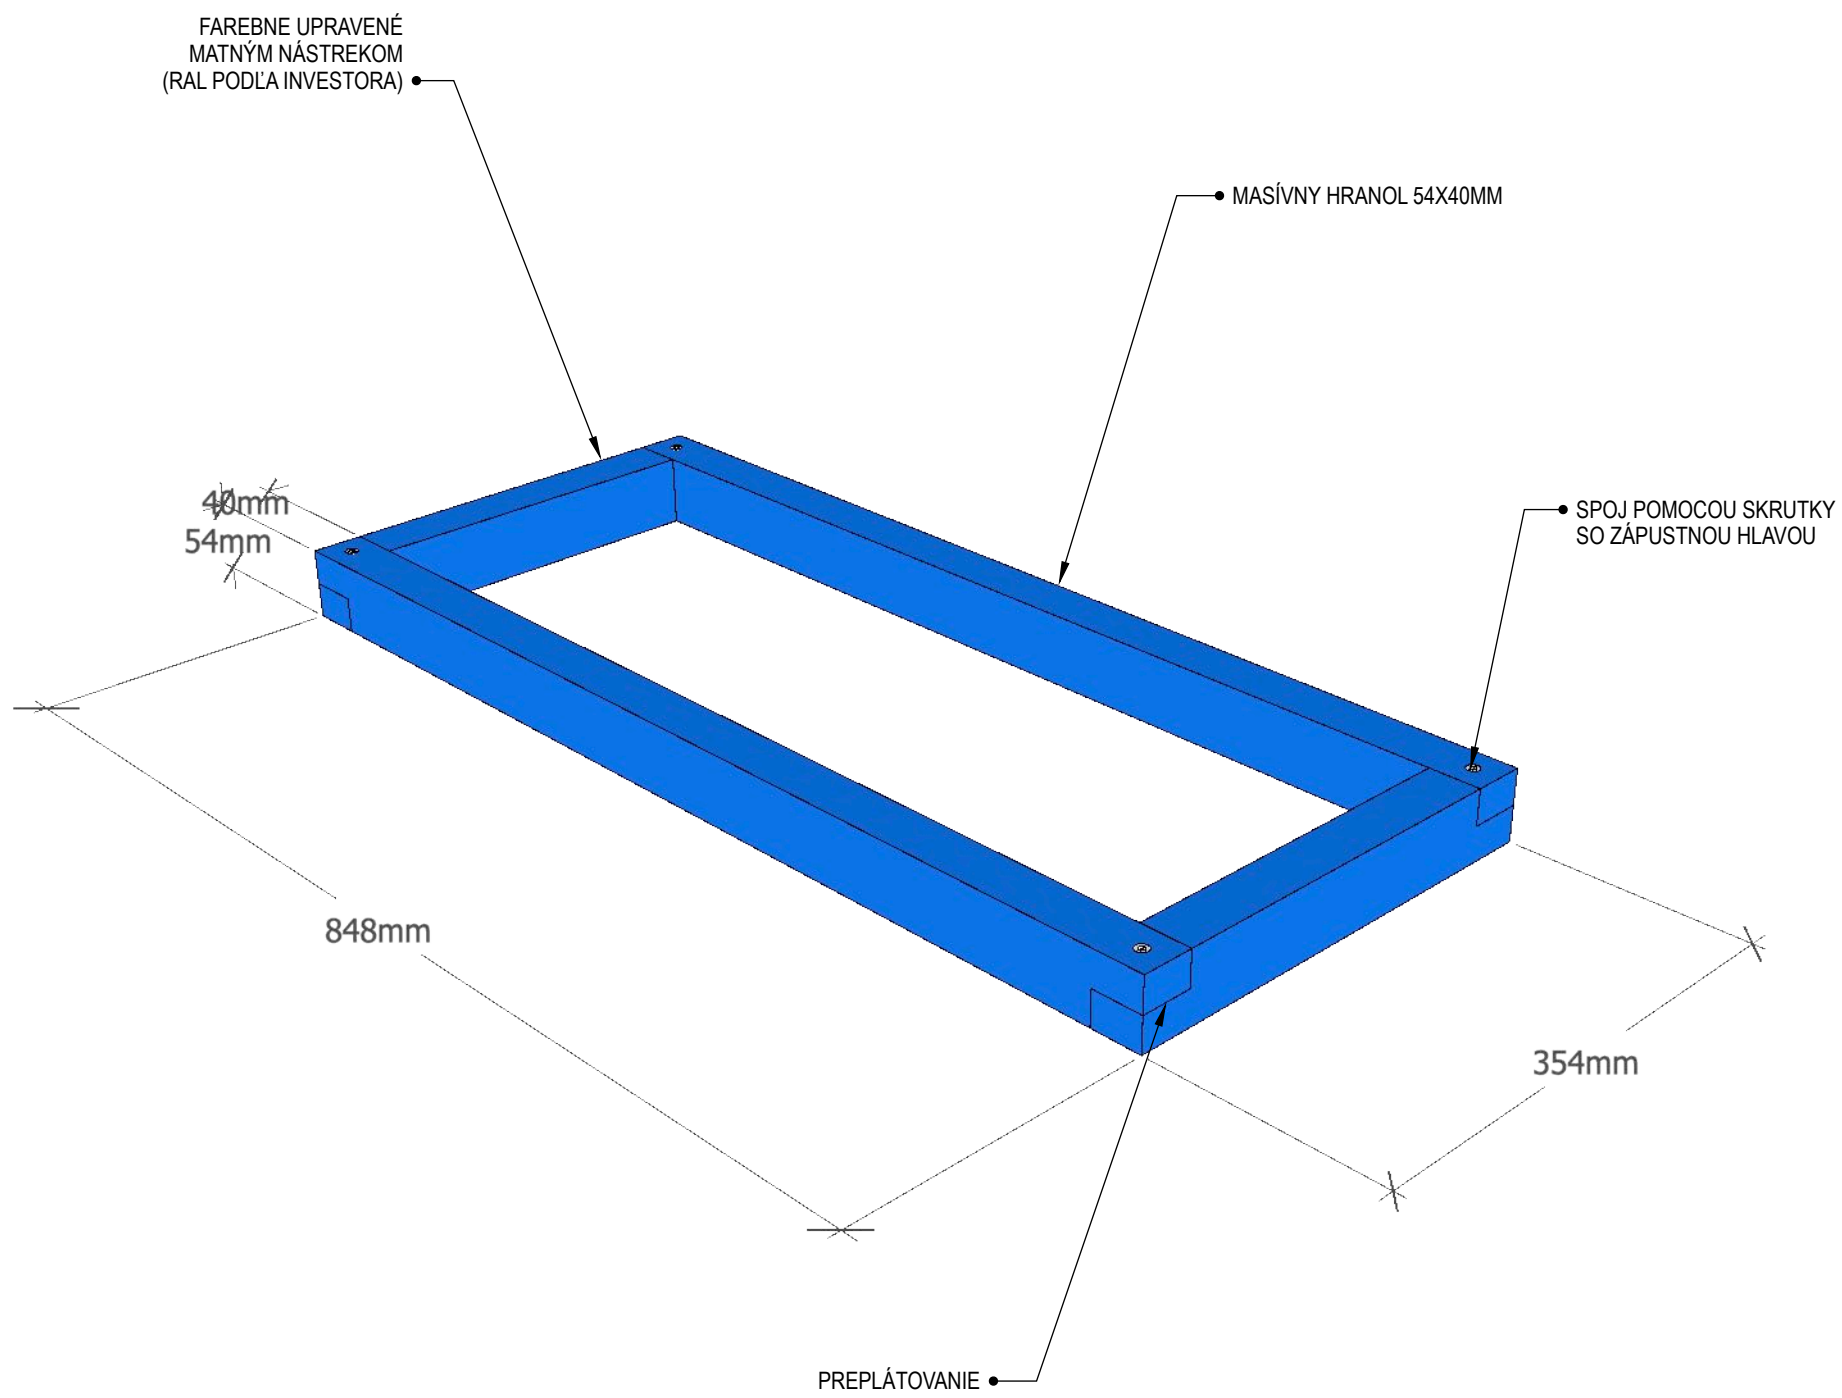 FAREBNE UPRAVENÉ
MATNÝM NÁSTREKOM
(RAL PODĽA INVESTORA)
MASÍVNY HRANOL 54X40MM
40mm
54mm
SPOJ POMOCOU SKRUTKY
SO ZÁPUSTNOU HLAVOU
848mm
354mm
PREPLÁTOVANIE